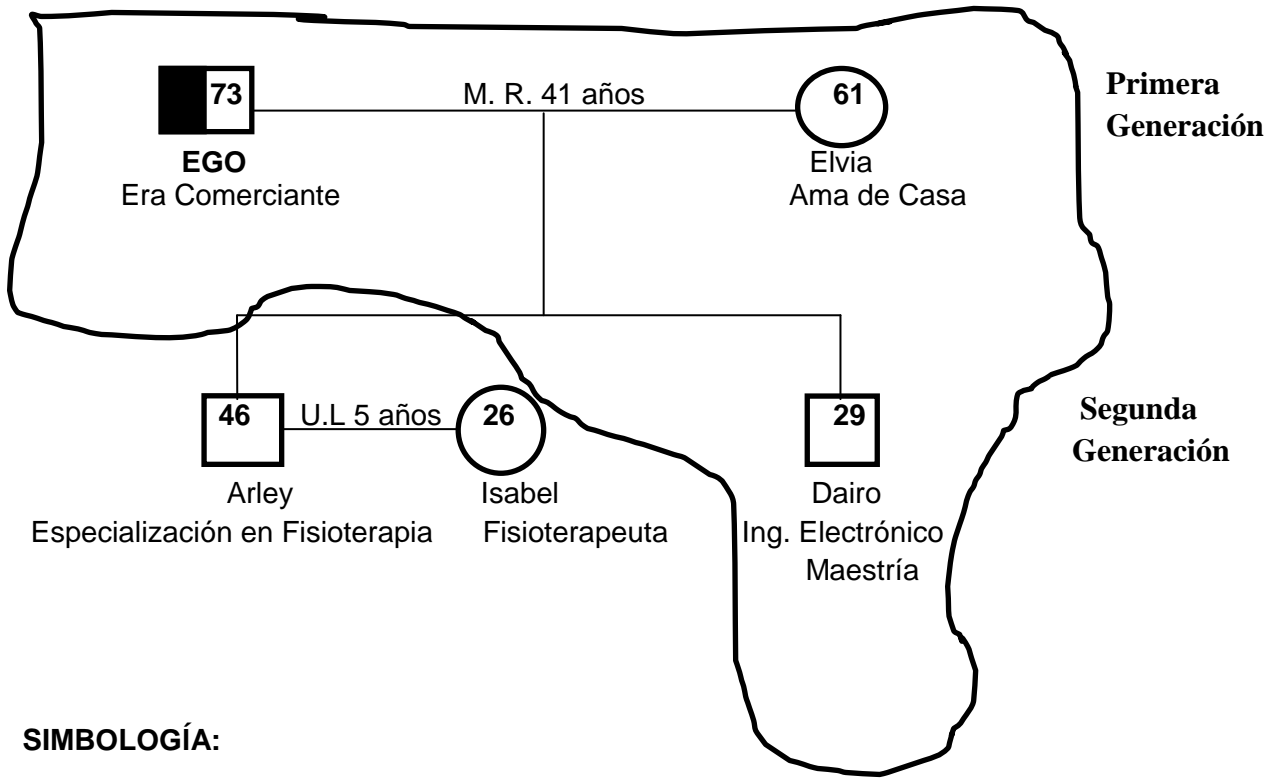 73
M. R. 41 años
61
Primera
Generación
EGO
Era Comerciante
Elvia
Ama de Casa
46
U.L 5 años
26
29
Segunda
Generación
Arley
Especialización en Fisioterapia
Isabel
Fisioterapeuta
Dairo
Ing. Electrónico
Maestría
SIMBOLOGÍA: